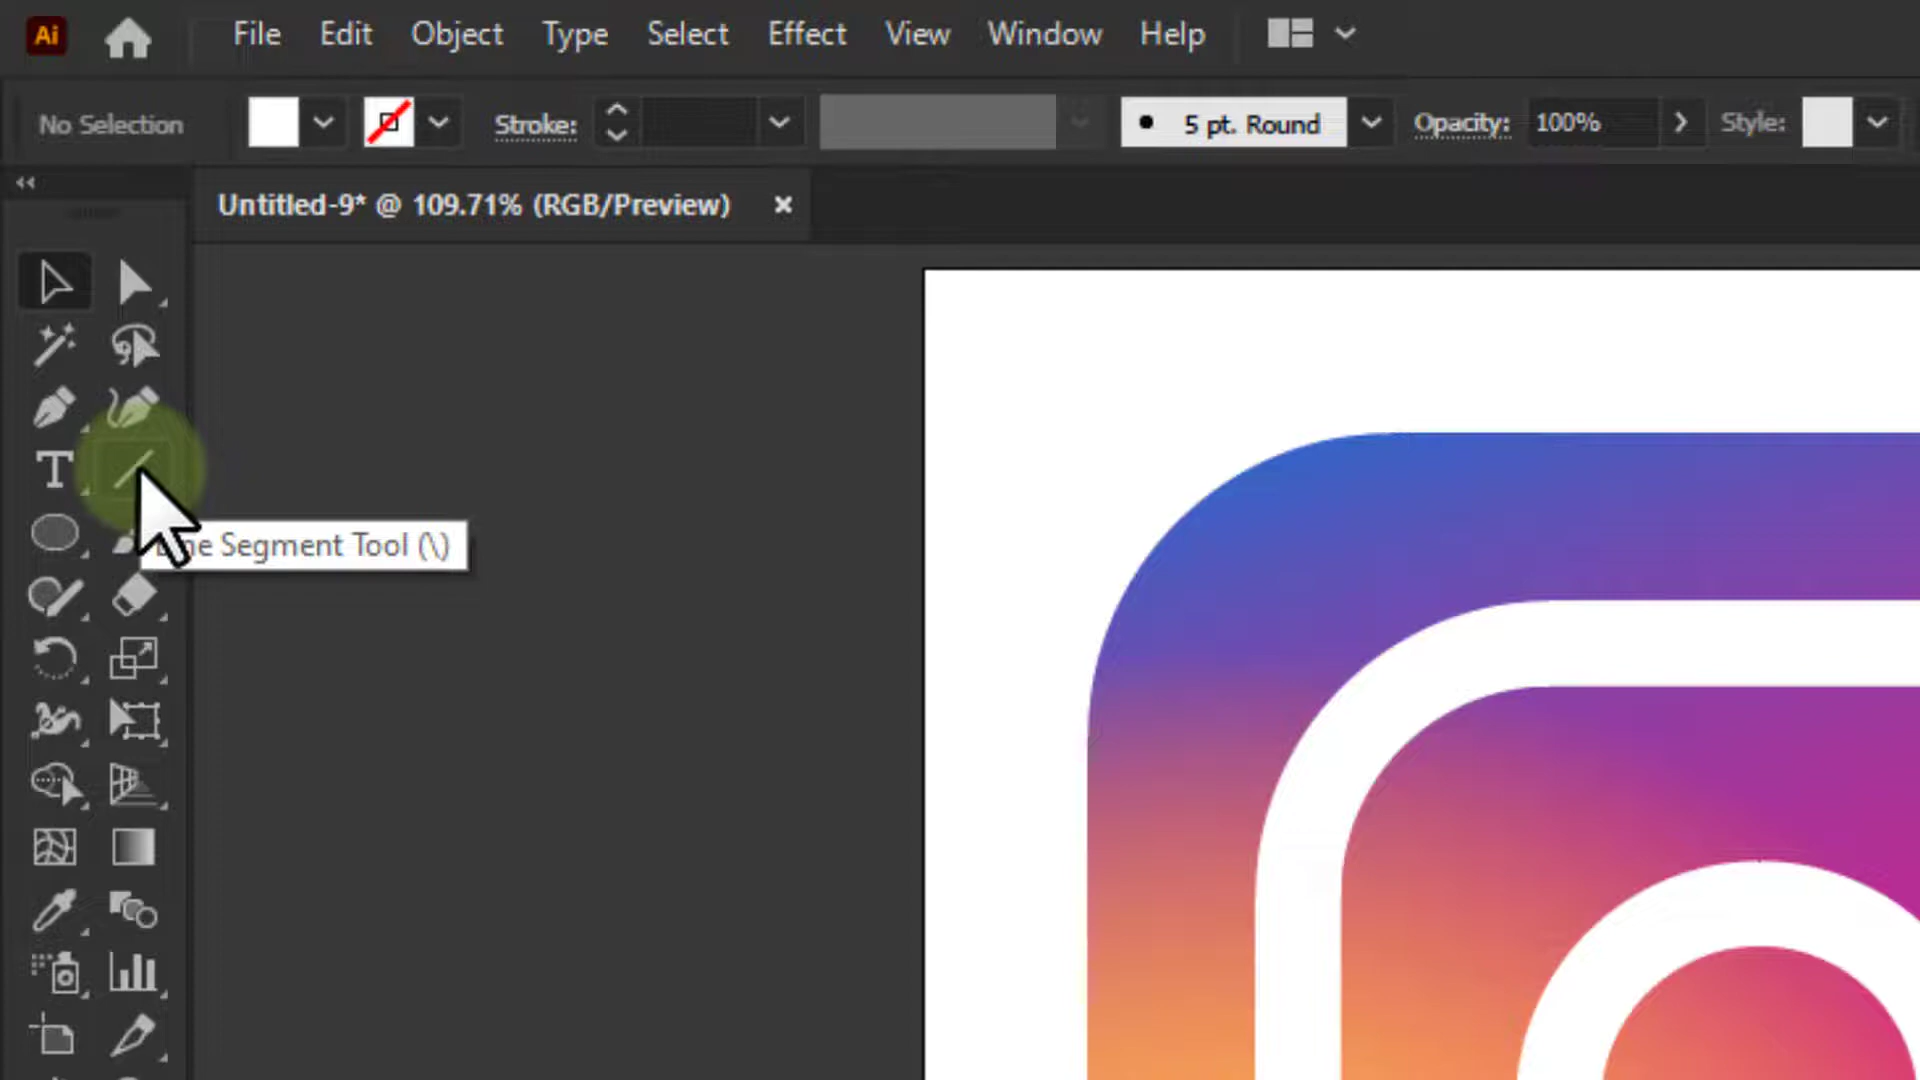 Ai File Edit Object Type Select Effect View Window Help
No Selection Stroke: 5 pt. Round Opacity: 100% Style:
Untitled-9* @ 109.71% (RGB/Preview) ×
T
Segment Tool (\)